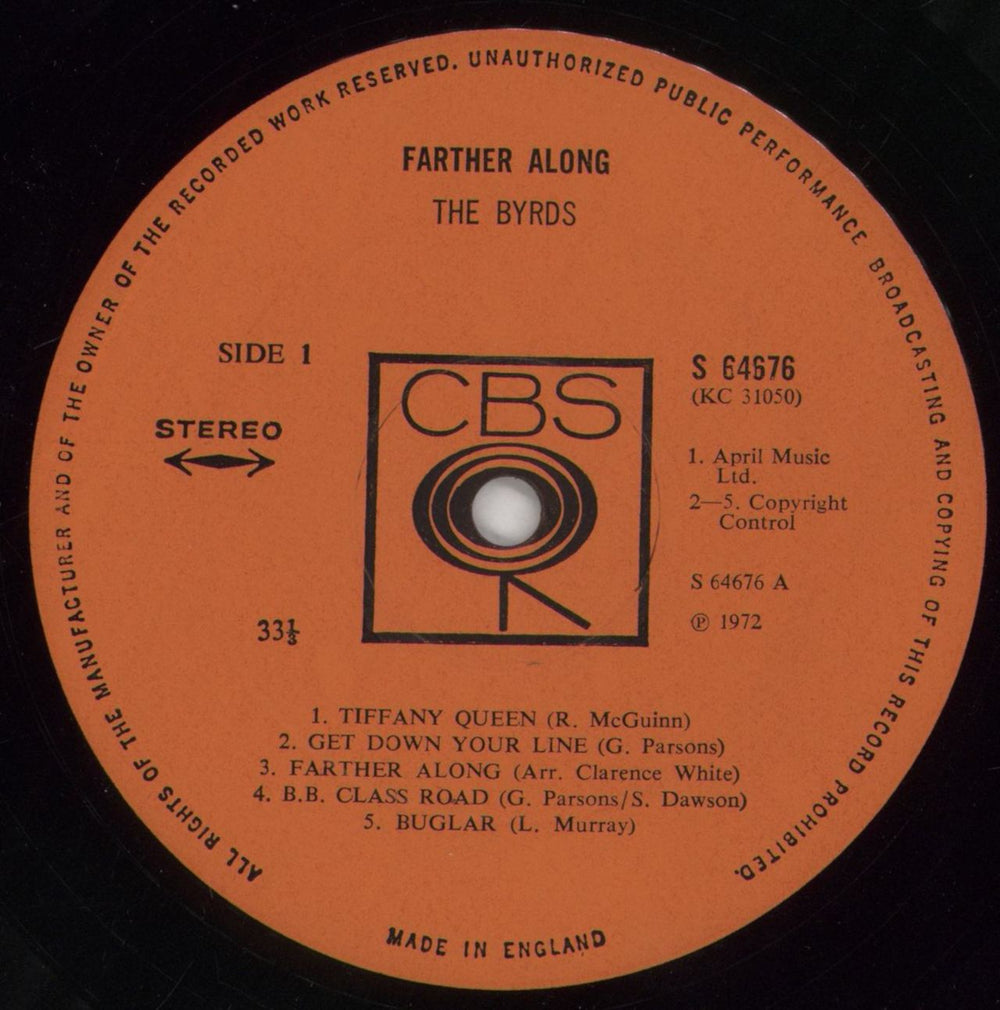 ALL RIGHTS OF THE MANUFACTURER AND OF THE OWNER OF THE RECORDED WORK RESERVED. UNAUTHORIZED PUBLIC PERFORMANCE BROADCASTING AND COPYING OF THIS RECORD PROHIBITED.
FARTHER ALONG
THE BYRDS
SIDE 1
STEREO
33⅓
CBS
S 64676
(KC 31050)
1. April Music
Ltd.
2—5. Copyright
Control
S 64676 A
℗ 1972
1. TIFFANY QUEEN (R. McGuinn)
2. GET DOWN YOUR LINE (G. Parsons)
3. FARTHER ALONG (Arr. Clarence White)
4. B.B. CLASS ROAD (G. Parsons/S. Dawson)
5. BUGLAR (L. Murray)
MADE IN ENGLAND